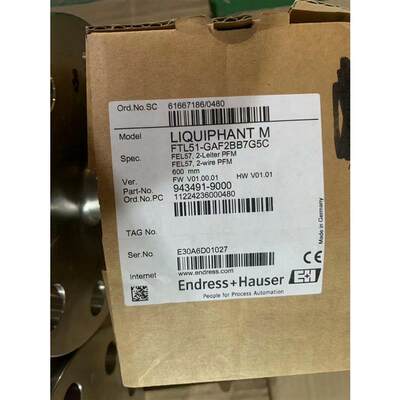 Ord.No.SC 61667186/0480
Model LIQUIPHANT M
FTL51-GAF2BB7G5C
Spec. FEL57, 2-Leiter PFM
FEL57, 2-wire PFM
600 mm
Ver. FW V01.00.01 HW V01.01
Part-No. 943491-9000
Ord.No.PC 11224236000480
TAG No.
Ser.No. E30A6D01027
Internet www.endress.com
Endress+Hauser EH
People for Process Automation
Made in Germany